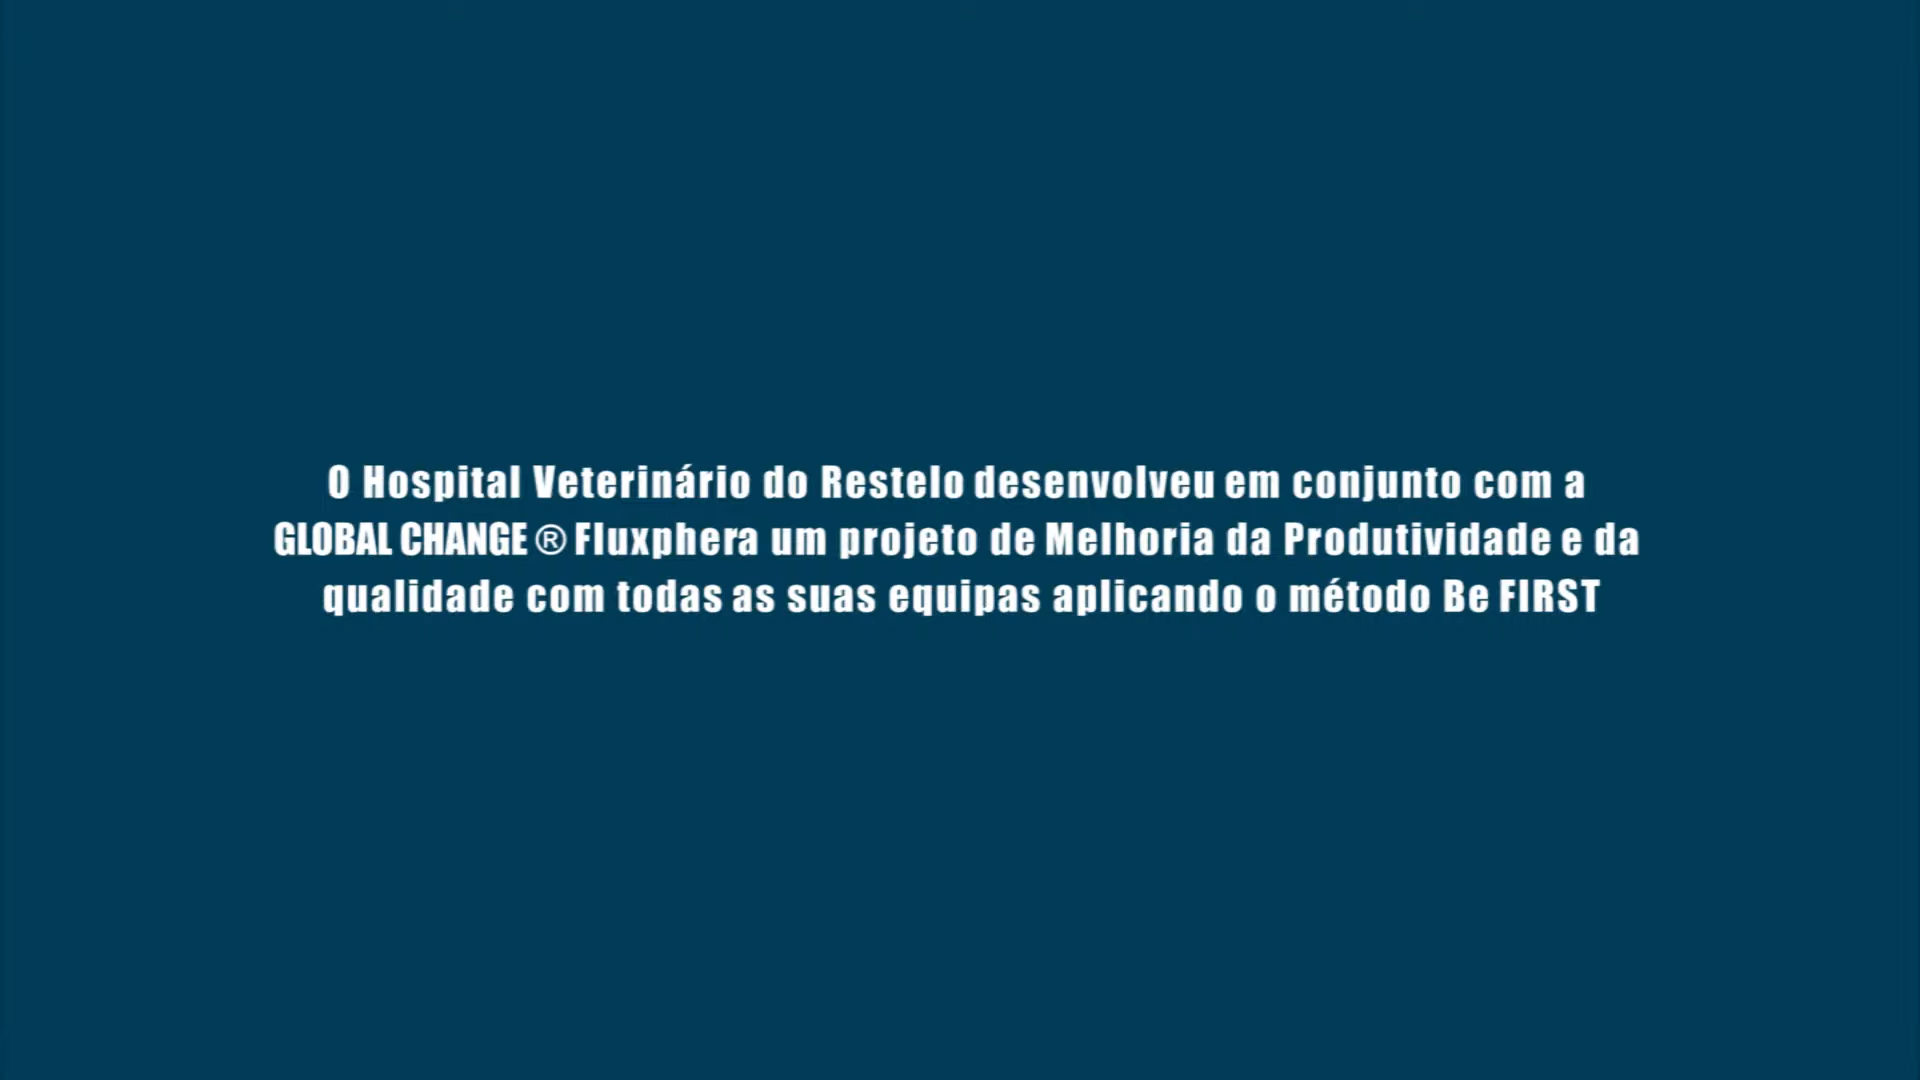 O Hospital Veterinário do Restelo desenvolveu em conjunto com a
GLOBAL CHANGE ® Fluxphera um projeto de Melhoria da Produtividade e da
qualidade com todas as suas equipas aplicando o método Be FIRST